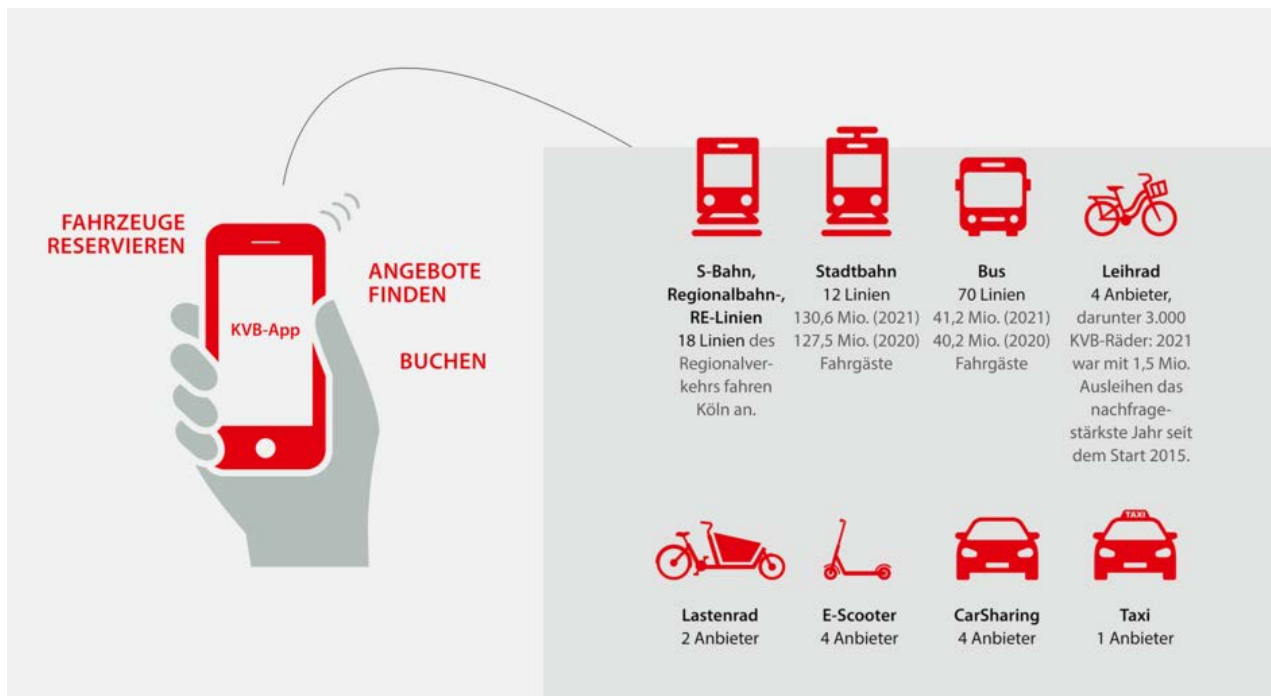 FAHRZEUGE
RESERVIEREN
KVB-App
ANGEBOTE
FINDEN
BUCHEN
S-Bahn,
Regionalbahn-,
RE-Linien
18 Linien des
Regionalver-
kehrs fahren
Köln an.
Stadtbahn
12 Linien
130,6 Mio. (2021)
127,5 Mio. (2020)
Fahrgäste
Bus
70 Linien
41,2 Mio. (2021)
40,2 Mio. (2020)
Fahrgäste
Leihrad
4 Anbieter,
darunter 3.000
KVB-Räder: 2021
war mit 1,5 Mio.
Ausleihen das
nachfrage-
stärkste Jahr seit
dem Start 2015.
Lastenrad
2 Anbieter
E-Scooter
4 Anbieter
CarSharing
4 Anbieter
TAXI
Taxi
1 Anbieter